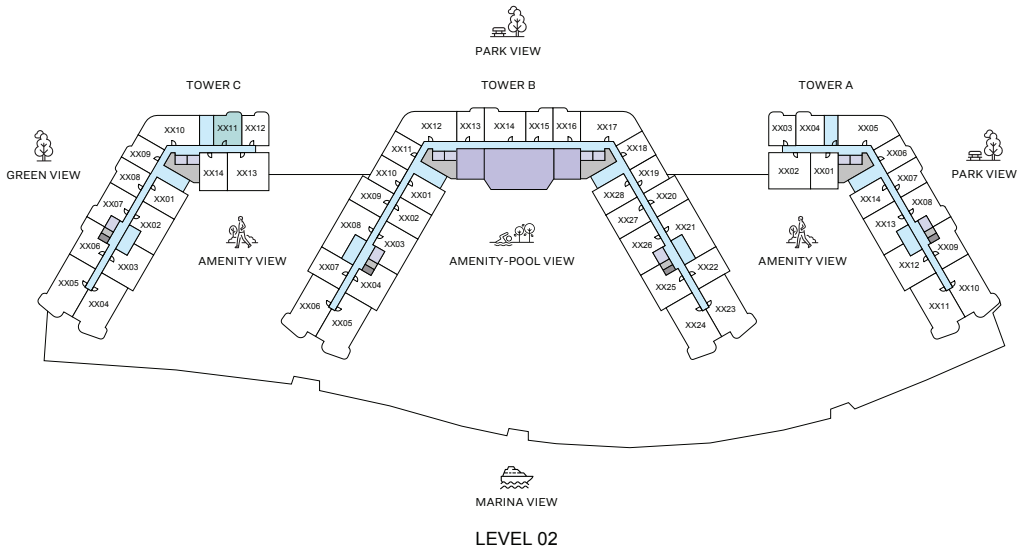 PARK VIEW
TOWER C
TOWER B
TOWER A
GREEN VIEW
PARK VIEW
XX10
XX11
XX12
XX09
XX08
XX14
XX13
XX07
XX01
XX06
XX02
XX05
XX03
XX04
AMENITY VIEW
XX12
XX13
XX14
XX15
XX16
XX17
XX11
XX18
XX10
XX19
XX09
XX01
XX28
XX20
XX08
XX02
XX27
XX21
XX07
XX03
XX26
XX22
XX06
XX04
XX25
XX23
XX05
XX24
AMENITY-POOL VIEW
XX03
XX04
XX05
XX02
XX01
XX06
XX07
XX14
XX08
XX13
XX09
XX12
XX10
XX11
AMENITY VIEW
MARINA VIEW
LEVEL 02